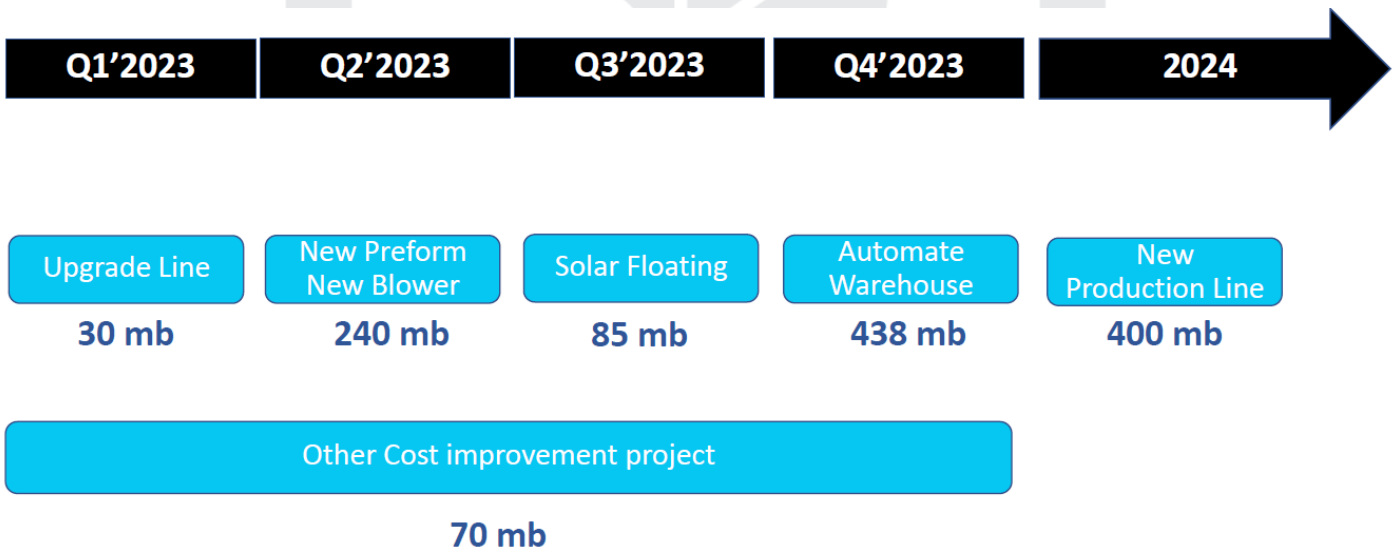 Q1’2023 Q2’2023 Q3’2023 Q4’2023 2024
Upgrade Line
30 mb
New Preform
New Blower
240 mb
Solar Floating
85 mb
Automate
Warehouse
438 mb
New
Production Line
400 mb
Other Cost improvement project
70 mb